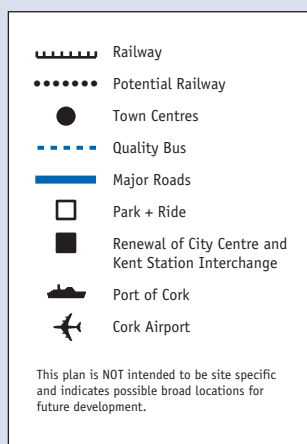 Railway
Potential Railway
Town Centres
Quality Bus
Major Roads
Park + Ride
Renewal of City Centre and
Kent Station Interchange
Port of Cork
Cork Airport
This plan is NOT intended to be site specific
and indicates possible broad locations for
future development.